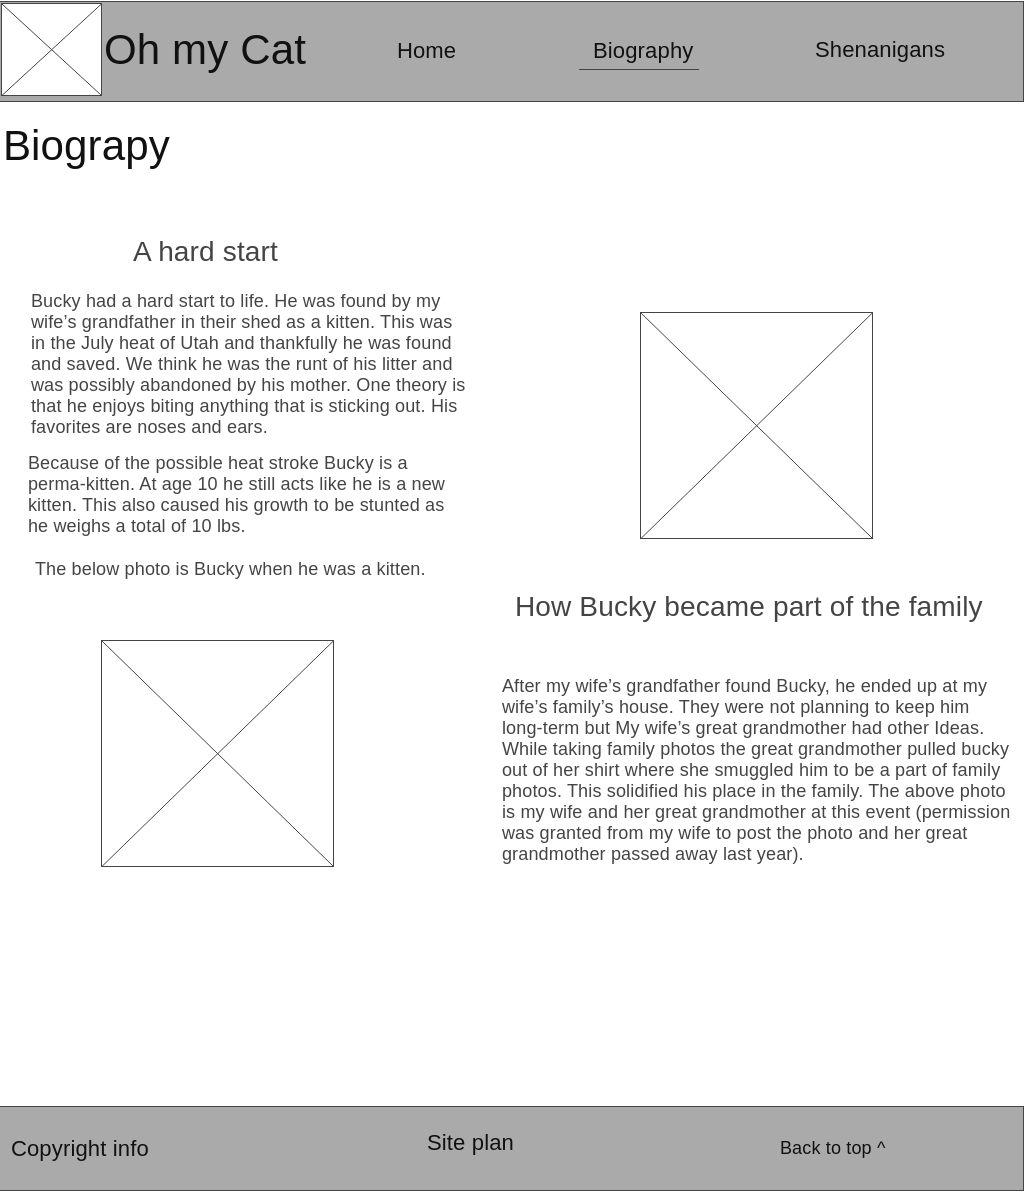 Oh my Cat
Home
Biography
Shenanigans
Biograpy
A hard start
Bucky had a hard start to life. He was found by my
wife’s grandfather in their shed as a kitten. This was
in the July heat of Utah and thankfully he was found
and saved. We think he was the runt of his litter and
was possibly abandoned by his mother. One theory is
that he enjoys biting anything that is sticking out. His
favorites are noses and ears.
Because of the possible heat stroke Bucky is a
perma-kitten. At age 10 he still acts like he is a new
kitten. This also caused his growth to be stunted as
he weighs a total of 10 lbs.
The below photo is Bucky when he was a kitten.
How Bucky became part of the family
After my wife’s grandfather found Bucky, he ended up at my
wife’s family’s house. They were not planning to keep him
long-term but My wife’s great grandmother had other Ideas.
While taking family photos the great grandmother pulled bucky
out of her shirt where she smuggled him to be a part of family
photos. This solidified his place in the family. The above photo
is my wife and her great grandmother at this event (permission
was granted from my wife to post the photo and her great
grandmother passed away last year).
Copyright info
Site plan
Back to top ^